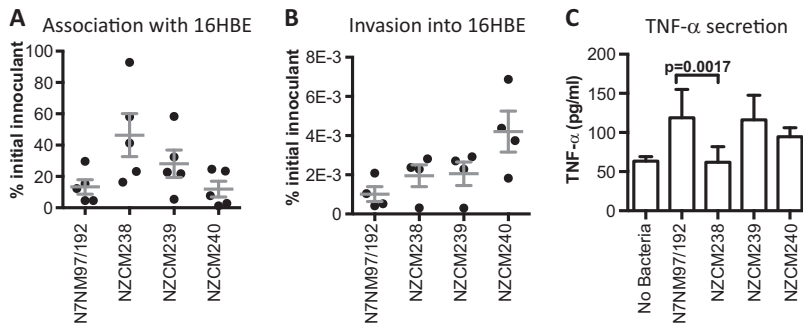 A Association with 16HBE
% initial innoculant
100
80
60
40
20
0
N7NM97/192
NZCM238
NZCM239
NZCM240
B Invasion into 16HBE
% initial innoculant
8E-3
6E-3
4E-3
2E-3
0
N7NM97/192
NZCM238
NZCM239
NZCM240
C TNF-α secretion
TNF-α (pg/ml)
200
150
100
50
0
p=0.0017
No Bacteria
N7NM97/192
NZCM238
NZCM239
NZCM240